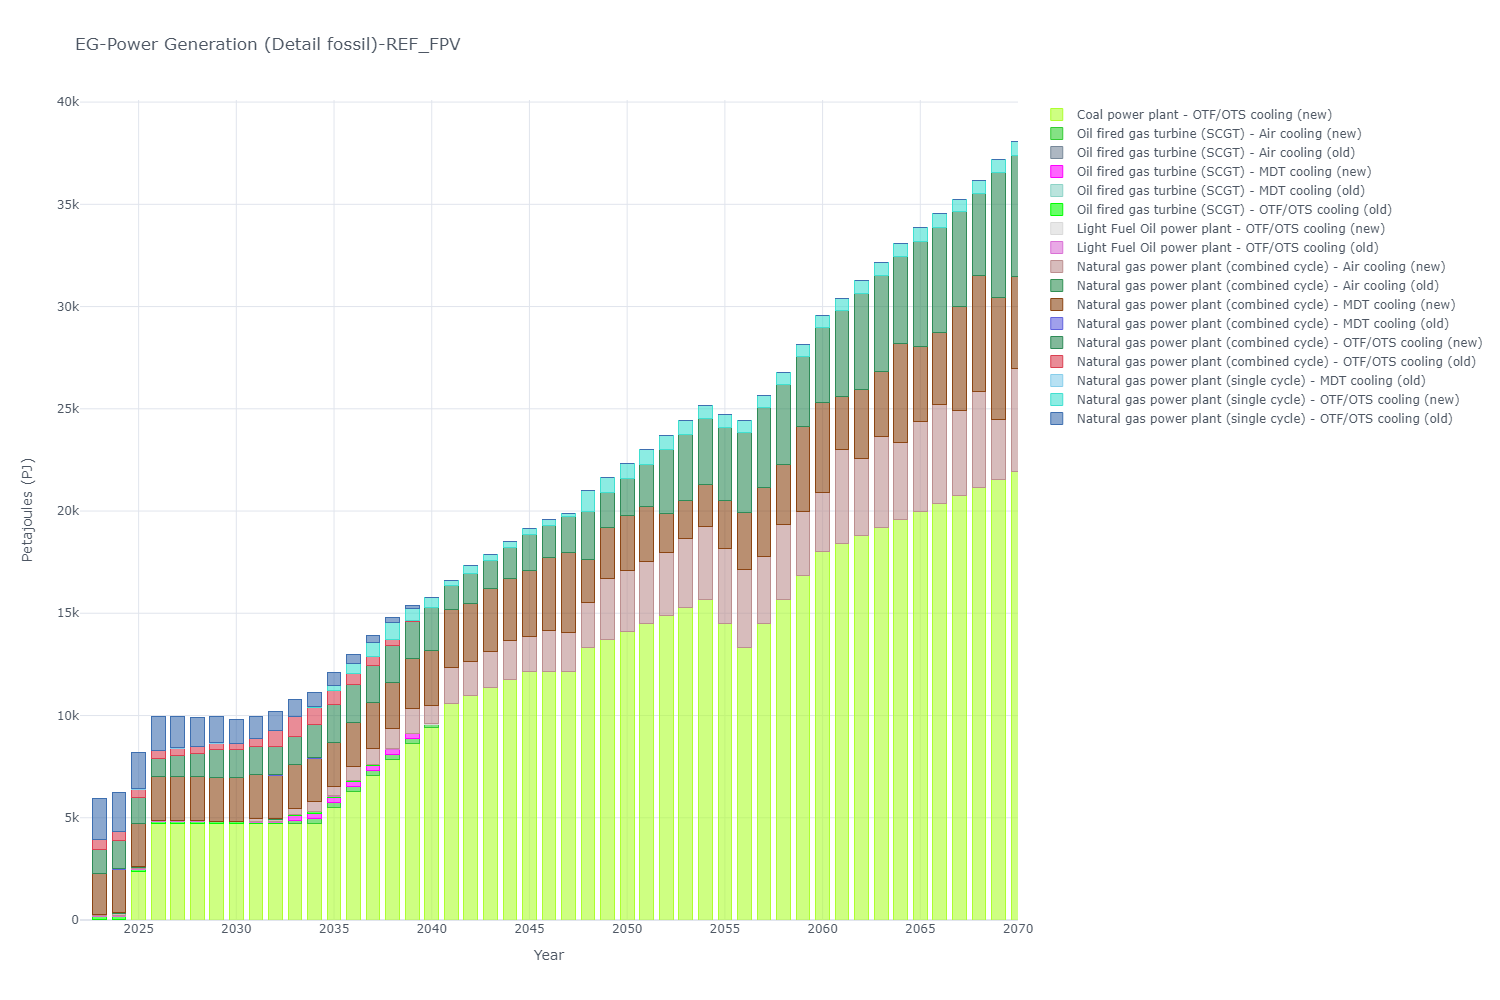 EG-Power Generation (Detail fossil)-REF_FPV
40k
35k
30k
25k
20k
15k
10k
5k
0
Petajoules (PJ)
2025
2030
2035
2040
2045
2050
2055
2060
2065
2070
Year
Coal power plant - OTF/OTS cooling (new)
Oil fired gas turbine (SCGT) - Air cooling (new)
Oil fired gas turbine (SCGT) - Air cooling (old)
Oil fired gas turbine (SCGT) - MDT cooling (new)
Oil fired gas turbine (SCGT) - MDT cooling (old)
Oil fired gas turbine (SCGT) - OTF/OTS cooling (old)
Light Fuel Oil power plant - OTF/OTS cooling (new)
Light Fuel Oil power plant - OTF/OTS cooling (old)
Natural gas power plant (combined cycle) - Air cooling (new)
Natural gas power plant (combined cycle) - Air cooling (old)
Natural gas power plant (combined cycle) - MDT cooling (new)
Natural gas power plant (combined cycle) - MDT cooling (old)
Natural gas power plant (combined cycle) - OTF/OTS cooling (new)
Natural gas power plant (combined cycle) - OTF/OTS cooling (old)
Natural gas power plant (single cycle) - MDT cooling (old)
Natural gas power plant (single cycle) - OTF/OTS cooling (new)
Natural gas power plant (single cycle) - OTF/OTS cooling (old)